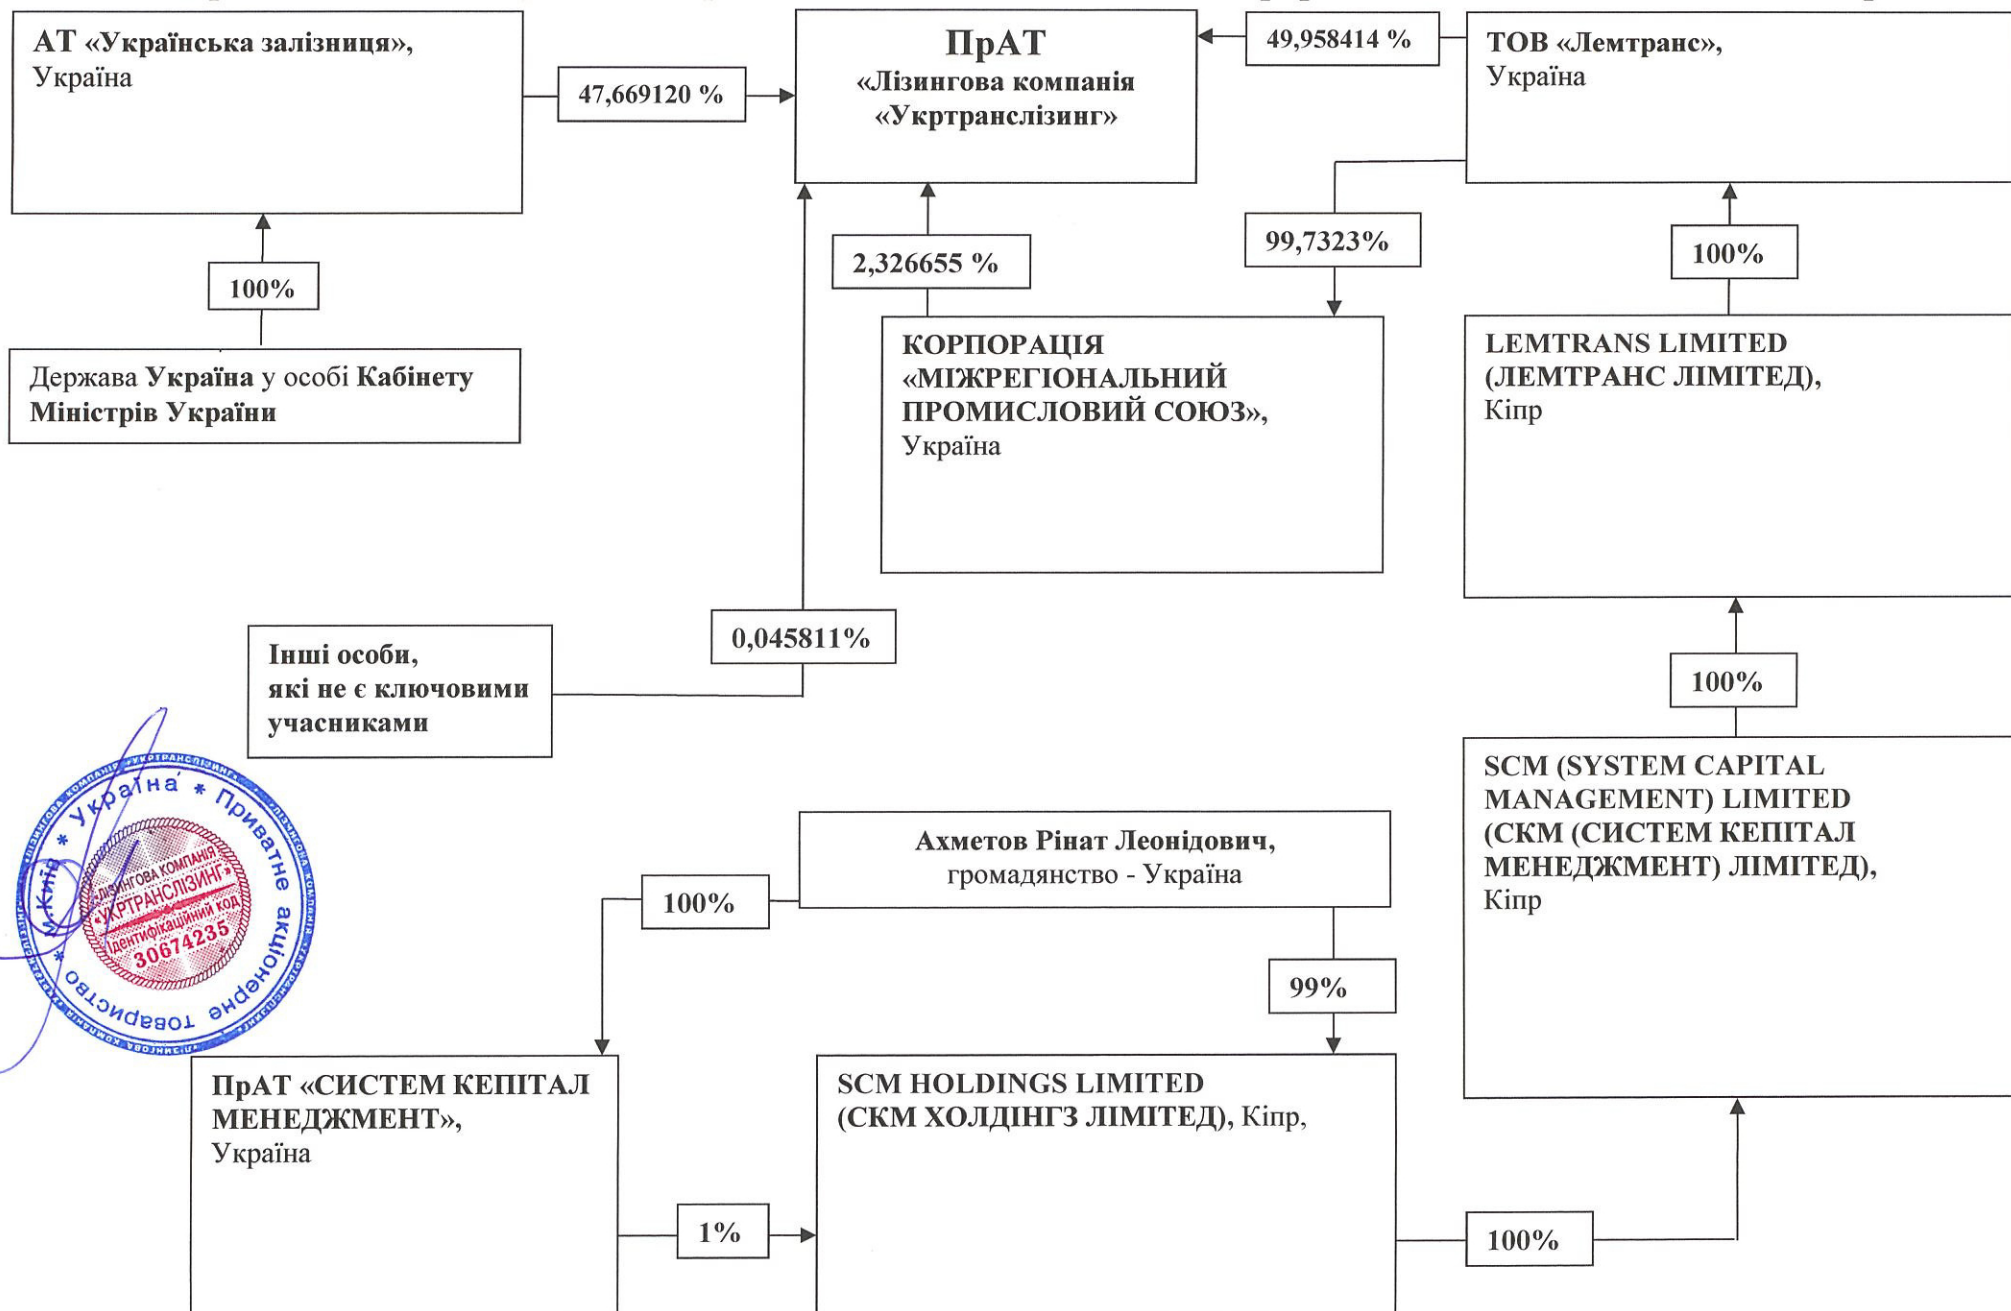 АТ «Українська залізниця»,
Україна
47,669120 %
ПрАТ
«Лізингова компанія
«Укртранслізинг»
49,958414 %
ТОВ «Лемтранс»,
Україна
100%
2,326655 %
99,7323%
100%
Держава Україна у особі Кабінету
Міністрів України
КОРПОРАЦІЯ
«МІЖРЕГІОНАЛЬНИЙ
ПРОМИСЛОВИЙ СОЮЗ»,
Україна
LEMTRANS LIMITED
(ЛЕМТРАНС ЛІМІТЕД),
Кіпр
0,045811%
Інші особи,
які не є ключовими
учасниками
100%
SCM (SYSTEM CAPITAL
MANAGEMENT) LIMITED
(СКМ (СИСТЕМ КЕПІТАЛ
МЕНЕДЖМЕНТ) ЛІМІТЕД),
Кіпр
Ахметов Рінат Леонідович,
громадянство - Україна
100%
99%
* Україна * Приватне акціонерне товариство * м.Київ
«ЛІЗИНГОВА КОМПАНІЯ
«УКРТРАНСЛІЗИНГ»
Ідентифікаційний код
30674235
ПрАТ «СИСТЕМ КЕПІТАЛ
МЕНЕДЖМЕНТ»,
Україна
SCM HOLDINGS LIMITED
(СКМ ХОЛДІНГЗ ЛІМІТЕД), Кіпр,
1%
100%